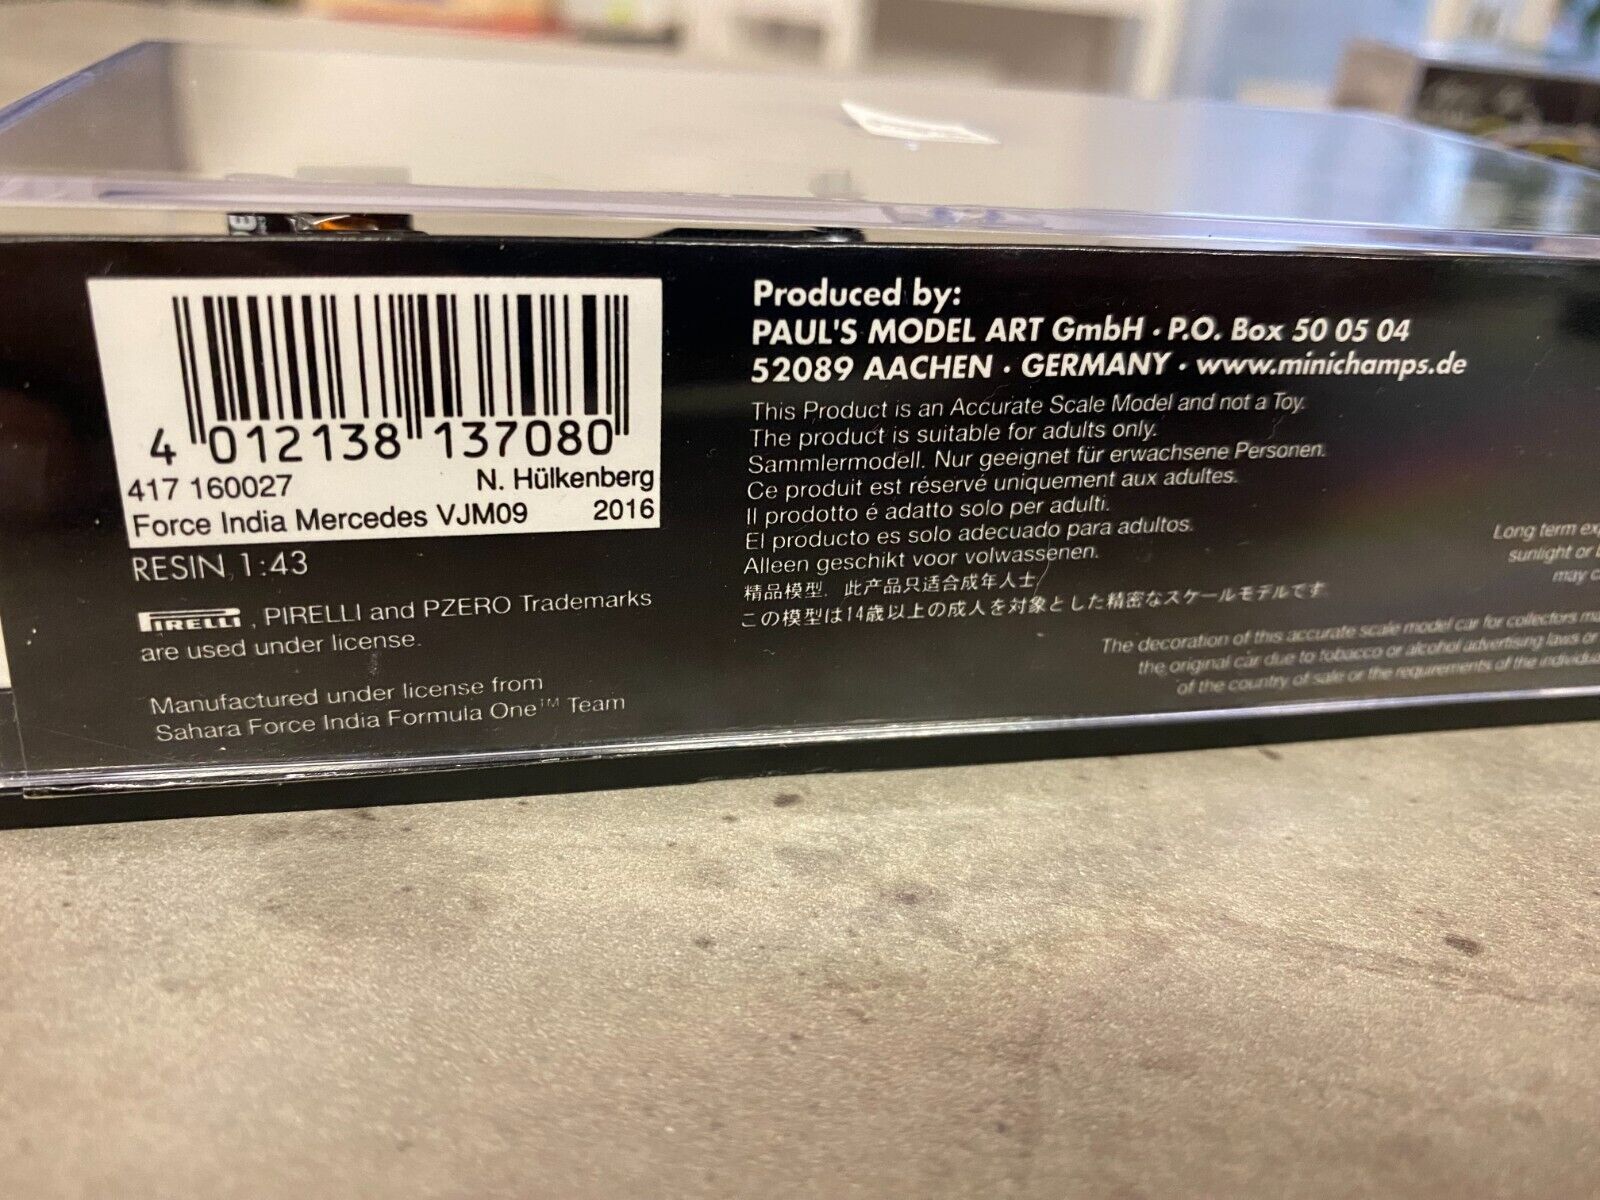 4 012138 137080
417 160027 N. Hülkenberg
Force India Mercedes VJM09 2016
RESIN 1:43
PIRELLI, PIRELLI and PZERO Trademarks
are used under license.
Manufactured under license from
Sahara Force India Formula One™ Team
Produced by:
PAUL'S MODEL ART GmbH · P.O. Box 50 05 04
52089 AACHEN · GERMANY · www.minichamps.de
This Product is an Accurate Scale Model and not a Toy.
The product is suitable for adults only.
Sammlermodell. Nur geeignet für erwachsene Personen.
Ce produit est réservé uniquement aux adultes.
Il prodotto é adatto solo per adulti.
El producto es solo adecuado para adultos.
Alleen geschikt voor volwassenen.
精品模型. 此产品只适合成年人士
この模型は14歳以上の成人を対象とした精密なスケールモデルです
Long term
sunlight or
may
The decoration of this accurate scale model car for collectors
the original car due to tobacco or alcohol advertising laws or
of the country of sale or the requirements of the